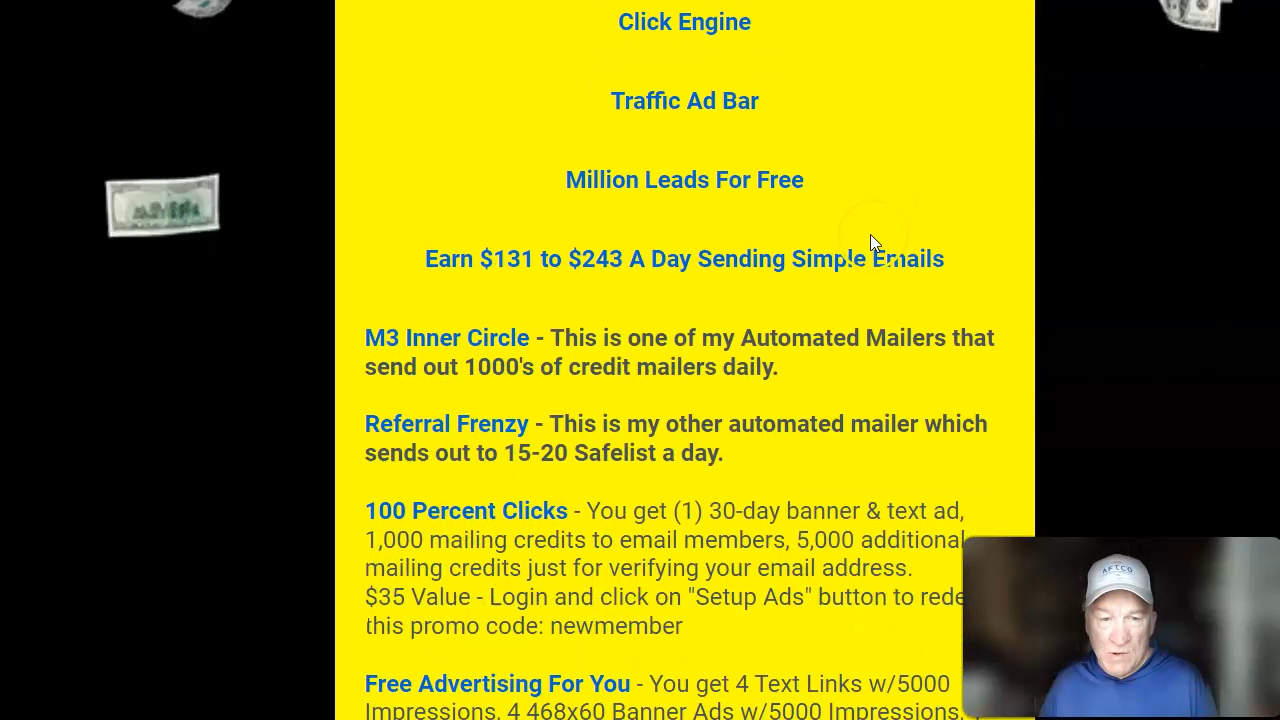 Click Engine
Traffic Ad Bar
Million Leads For Free
Earn $131 to $243 A Day Sending Simple Emails
M3 Inner Circle - This is one of my Automated Mailers that
send out 1000's of credit mailers daily.
Referral Frenzy - This is my other automated mailer which
sends out to 15-20 Safelist a day.
100 Percent Clicks - You get (1) 30-day banner & text ad,
1,000 mailing credits to email members, 5,000 additional
mailing credits just for verifying your email address.
$35 Value - Login and click on "Setup Ads" button to rede
this promo code: newmember
Free Advertising For You - You get 4 Text Links w/5000
Impressions, 4 468x60 Banner Ads w/5000 Impressions,
AFTCO